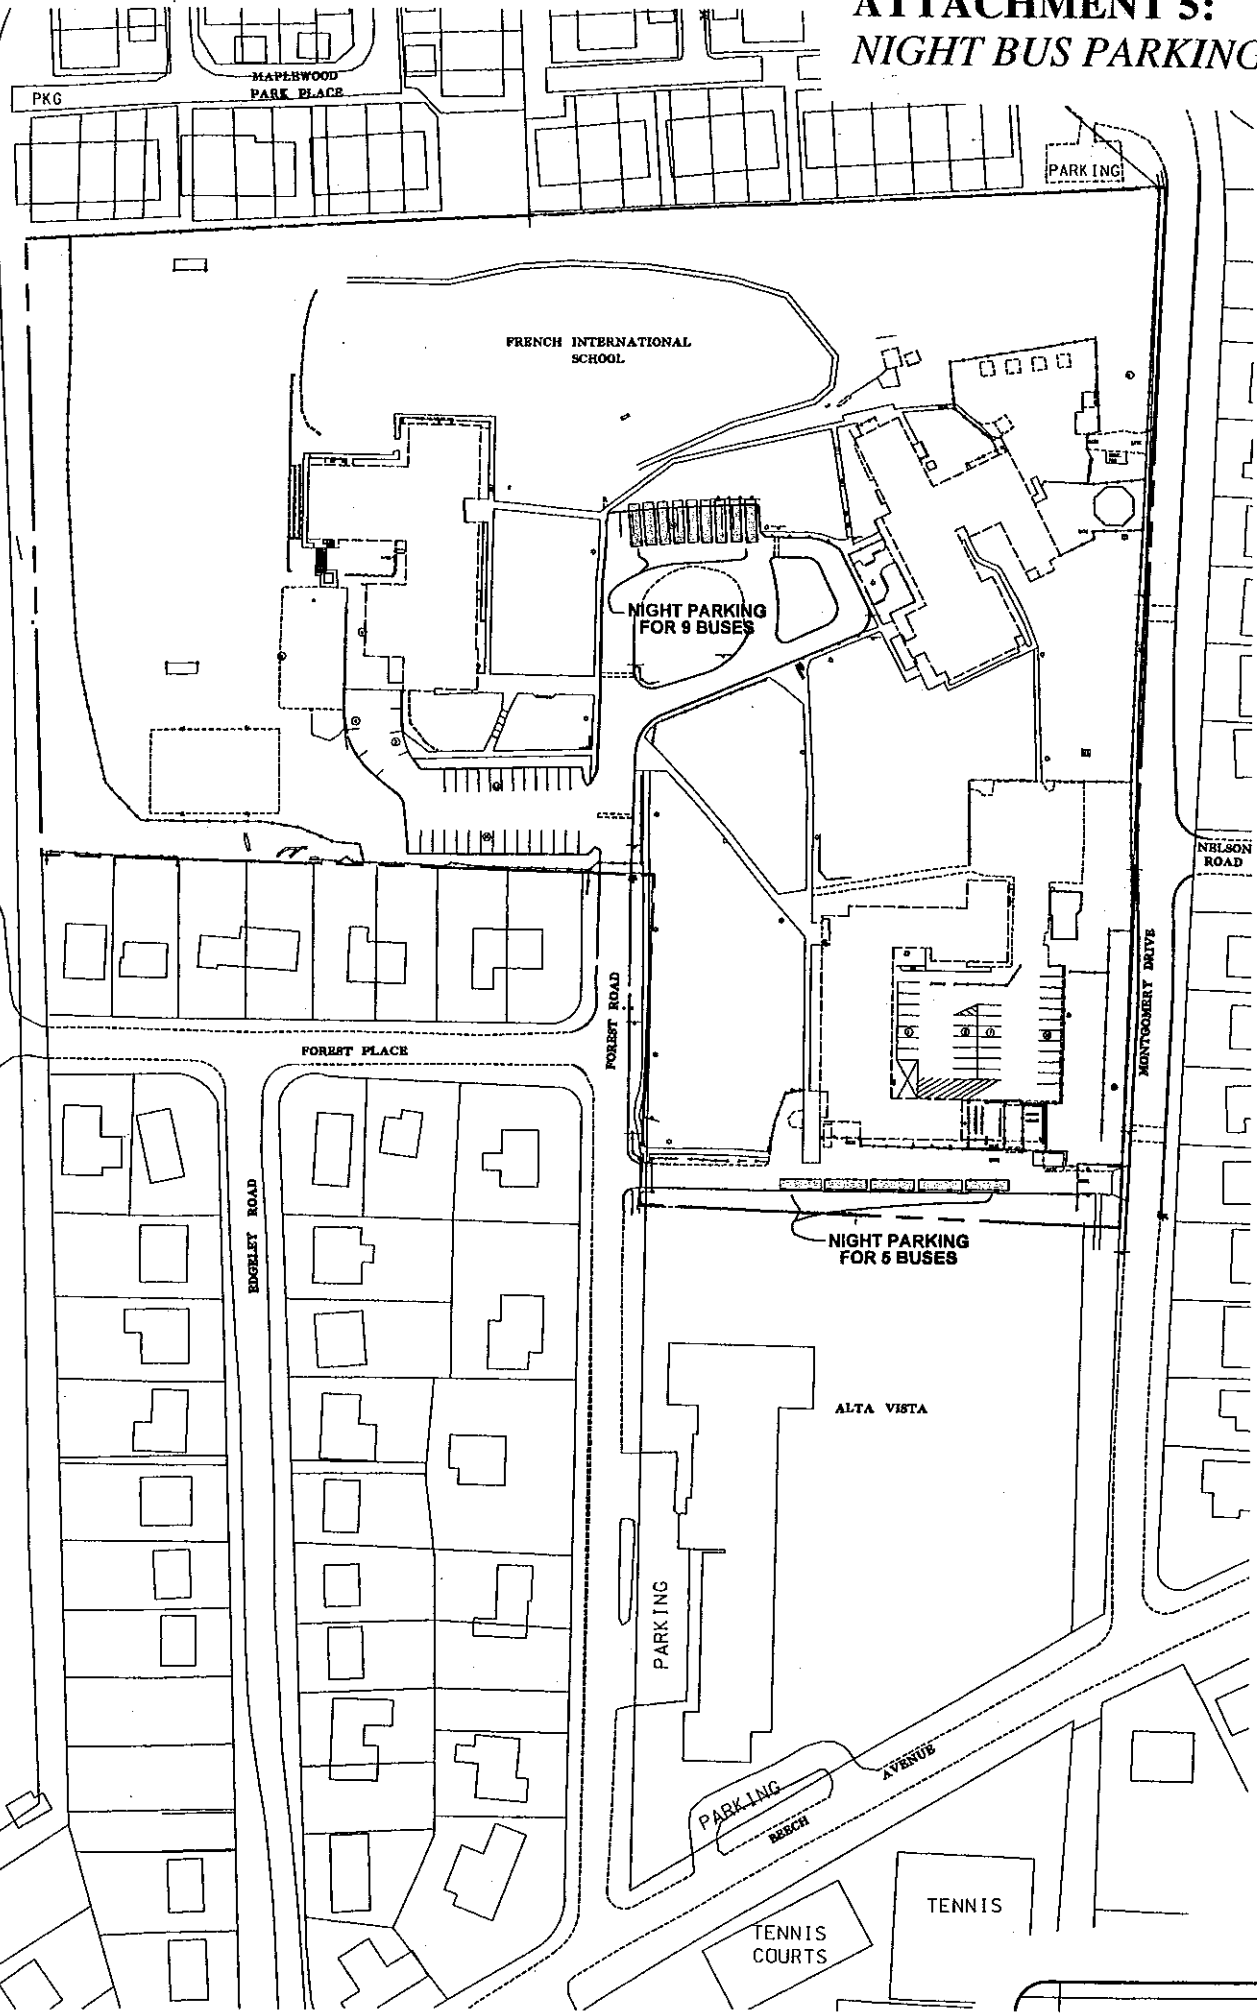 ATTACHMENT 5:
NIGHT BUS PARKING
MAPLEWOOD
PARK PLACE
PKG
PARKING
FRENCH INTERNATIONAL
SCHOOL
NIGHT PARKING
FOR 9 BUSES
NELSON
ROAD
MONTGOMERY DRIVE
FOREST ROAD
FOREST PLACE
EDGELEY ROAD
NIGHT PARKING
FOR 5 BUSES
ALTA VISTA
PARKING
PARKING
BEECH
AVENUE
TENNIS
COURTS
TENNIS